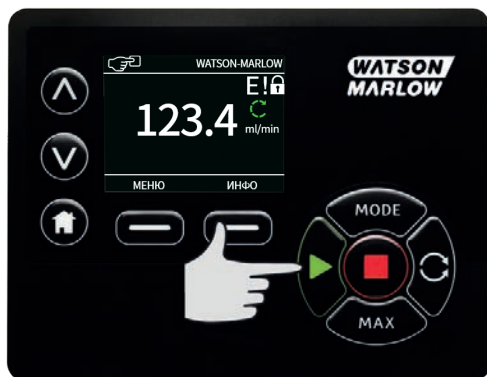 WATSON-MARLOW
E!
123.4
ml/min
МЕНЮ
ИНФО
WATSON
MARLOW
MODE
MAX